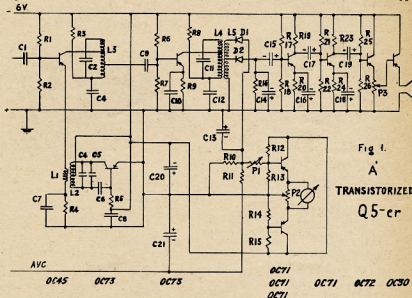 - 6V
R1
R3
C2
L3
R6
R8
L4 L5 D1
D2
C11
C15
R17
R19
C17
R21
R23
C19
R25
C1
C9
R2
C4
R7
C10
R9
C12
R16
C14
R18
R20
C16
R22
R24
C18
R26
P3
+
C13
L1
C4 C5
L2
C6
R5
C7
R4
C8
C20
C21
R10
R11
P1
R12
R13
R14
R15
P2
Fig 1.
A
TRANSISTORIZED
Q5-er
AVC
OC45 OC73 OC73 OC71 OC71 OC72 OC30
OC71
OC71